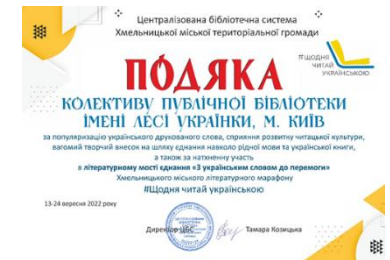 Централізована бібліотечна система
Хмельницької міської територіальної громади
#ЩОДНЯ
ЧИТАЙ
УКРАЇНСЬКОЮ
ПОДЯКА
КОЛЕКТИВУ ПУБЛІЧНОЇ БІБЛІОТЕКИ
ІМЕНІ ЛЕСІ УКРАЇНКИ, М. КИЇВ
за популяризацію українського друкованого слова, сприяння розвитку читацької культури,
вагомий творчий внесок на шляху єднання навколо рідної мови та української книги,
а також за натхненну участь
в літературному мості єднання «З українським словом до перемоги»
Хмельницького міського літературного марафону
#Щодня читай українською
13-24 вересня 2022 року
Директор ЦБС
Тамара Козицька